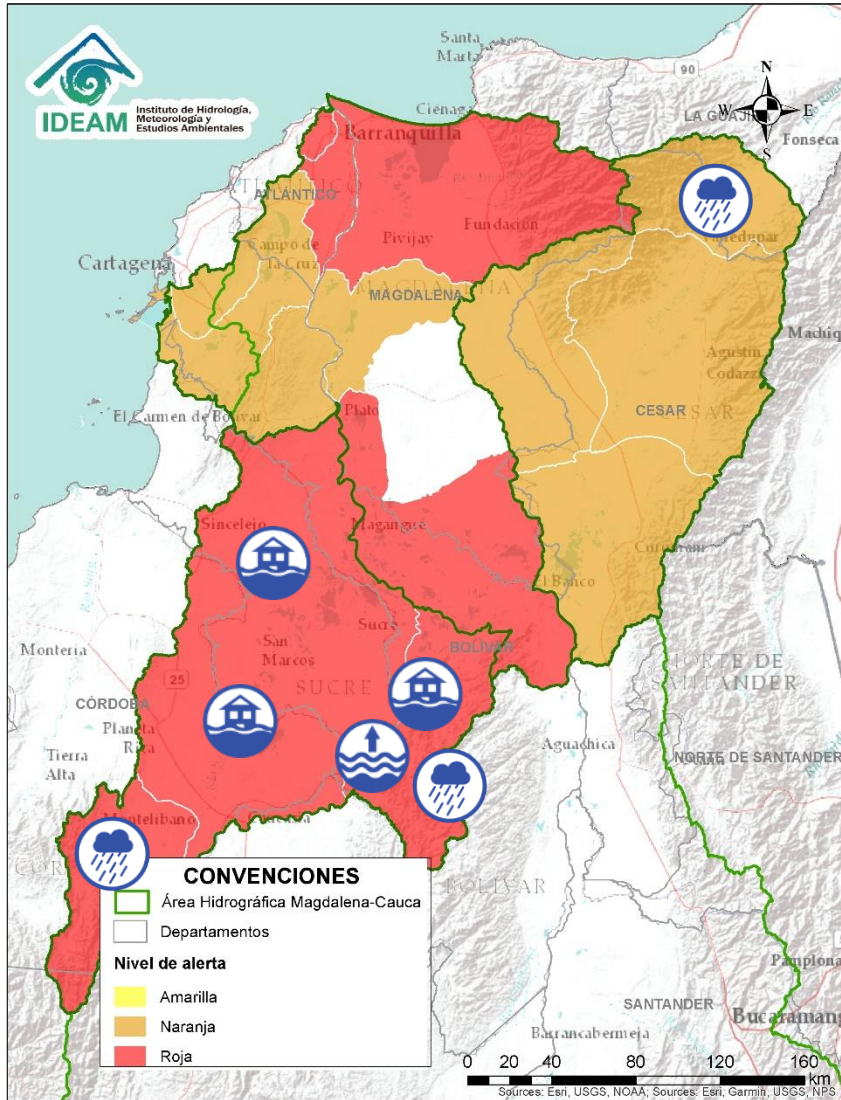 Santa
Marta
90
N
W E
S
IDEAM
Instituto de Hidrología,
Meteorología y
Estudios Ambientales
Ciénaga
LA GUAJI
Fonseca
Barranquilla
ATLÁNTICO
Pivijay
Fundación
Campo de
la Cruz
Cartagena
MAGDALENA
Machiq
Agustín
Codazzi
CESAR
El Carmen de Bolívar
Plato
Sincelejo
Magangué
El Banco
Sucre
San
Marcos
BOLÍVAR
Montería
25
SUCRE
NORTE DE
SANTANDER
CÓRDOBA
Planeta
Rica
Tierra
Alta
Aguachica
NORTE DE SANTANDER
Montelíbano
BOLÍVAR
CONVENCIONES
Área Hidrográfica Magdalena-Cauca
Departamentos
Nivel de alerta
Amarilla
Naranja
Roja
Pamplona
SANTANDER
Bucaramang
Barrancabermeja
0 20 40 80 120 160
Km
Sources: Esri, USGS, NOAA; Sources: Esri, Garmin, USGS, NPS